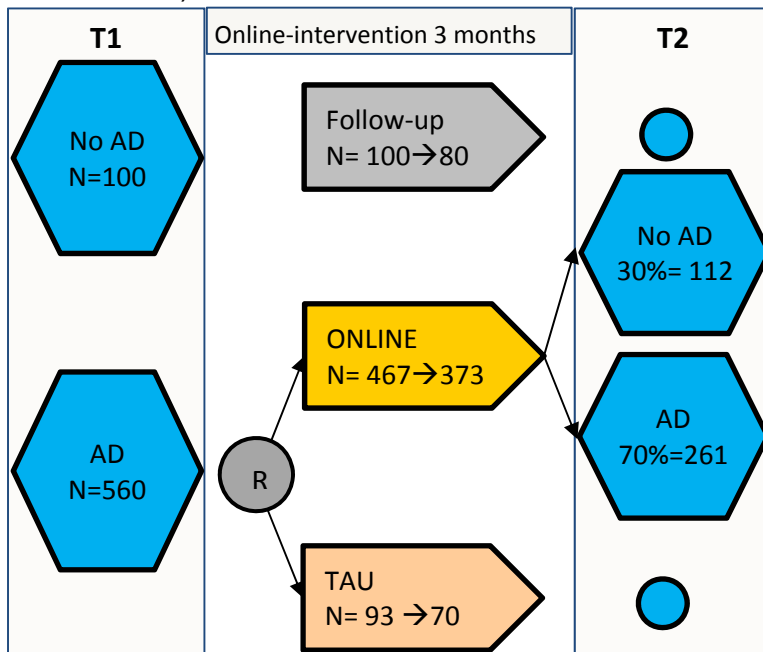 T1
Online-intervention 3 months
T2
No AD
N=100
Follow-up
N= 100→80
No AD
30%= 112
ONLINE
N= 467→373
AD
70%=261
AD
N=560
R
TAU
N= 93 →70